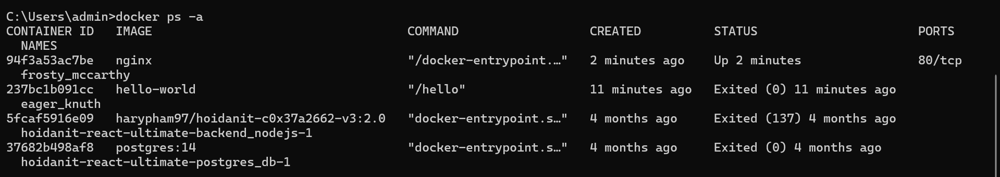 C:\Users\admin>docker ps -a
CONTAINER ID   IMAGE                                   COMMAND                  CREATED          STATUS                      PORTS
  NAMES
94f3a53ac7be   nginx                                   "/docker-entrypoint.…"   2 minutes ago    Up 2 minutes                80/tcp
  frosty_mccarthy
237bc1b091cc   hello-world                             "/hello"                 11 minutes ago   Exited (0) 11 minutes ago
  eager_knuth
5fcaf5916e09   harypham97/hoidanit-c0x37a2662-v3:2.0   "docker-entrypoint.s…"   4 months ago     Exited (137) 4 months ago
  hoidanit-react-ultimate-backend_nodejs-1
37682b498af8   postgres:14                             "docker-entrypoint.s…"   4 months ago     Exited (0) 4 months ago
  hoidanit-react-ultimate-postgres_db-1